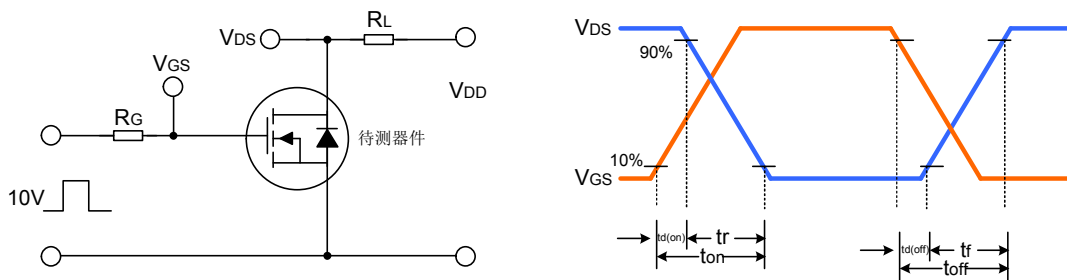 VDS
RL
VGS
VDD
RG
待测器件
10V
VDS
90%
10%
VGS
td(on)
tr
ton
td(off)
tf
toff